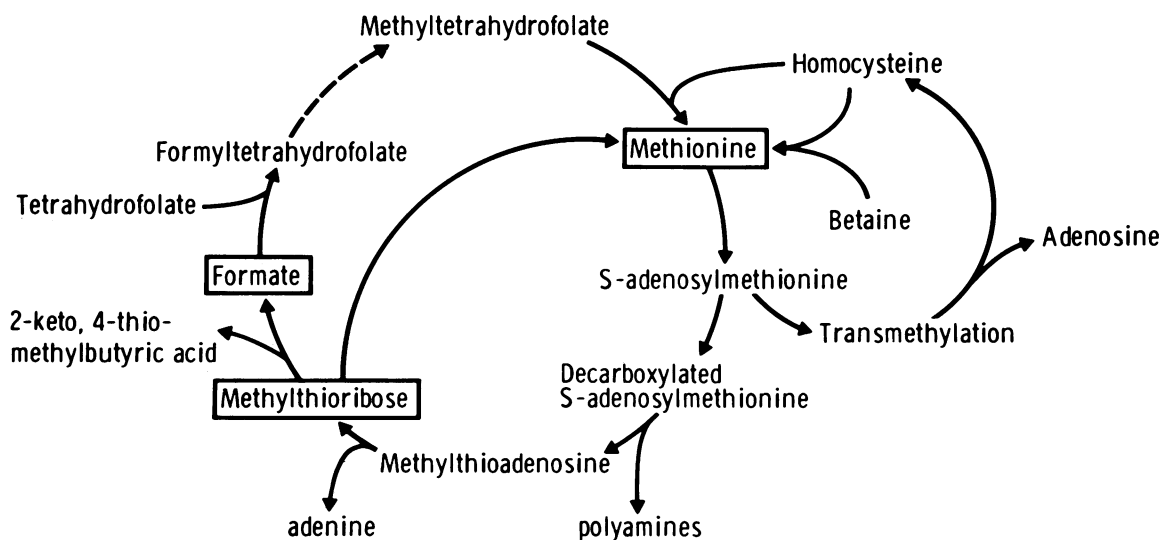 Methyltetrahydrofolate
Homocysteine
Formyltetrahydrofolate
Methionine
Tetrahydrofolate
Betaine
Adenosine
Formate
S-adenosylmethionine
2-keto, 4-thio-
methylbutyric acid
Transmethylation
Decarboxylated
S-adenosylmethionine
Methylthioribose
Methylthioadenosine
adenine
polyamines